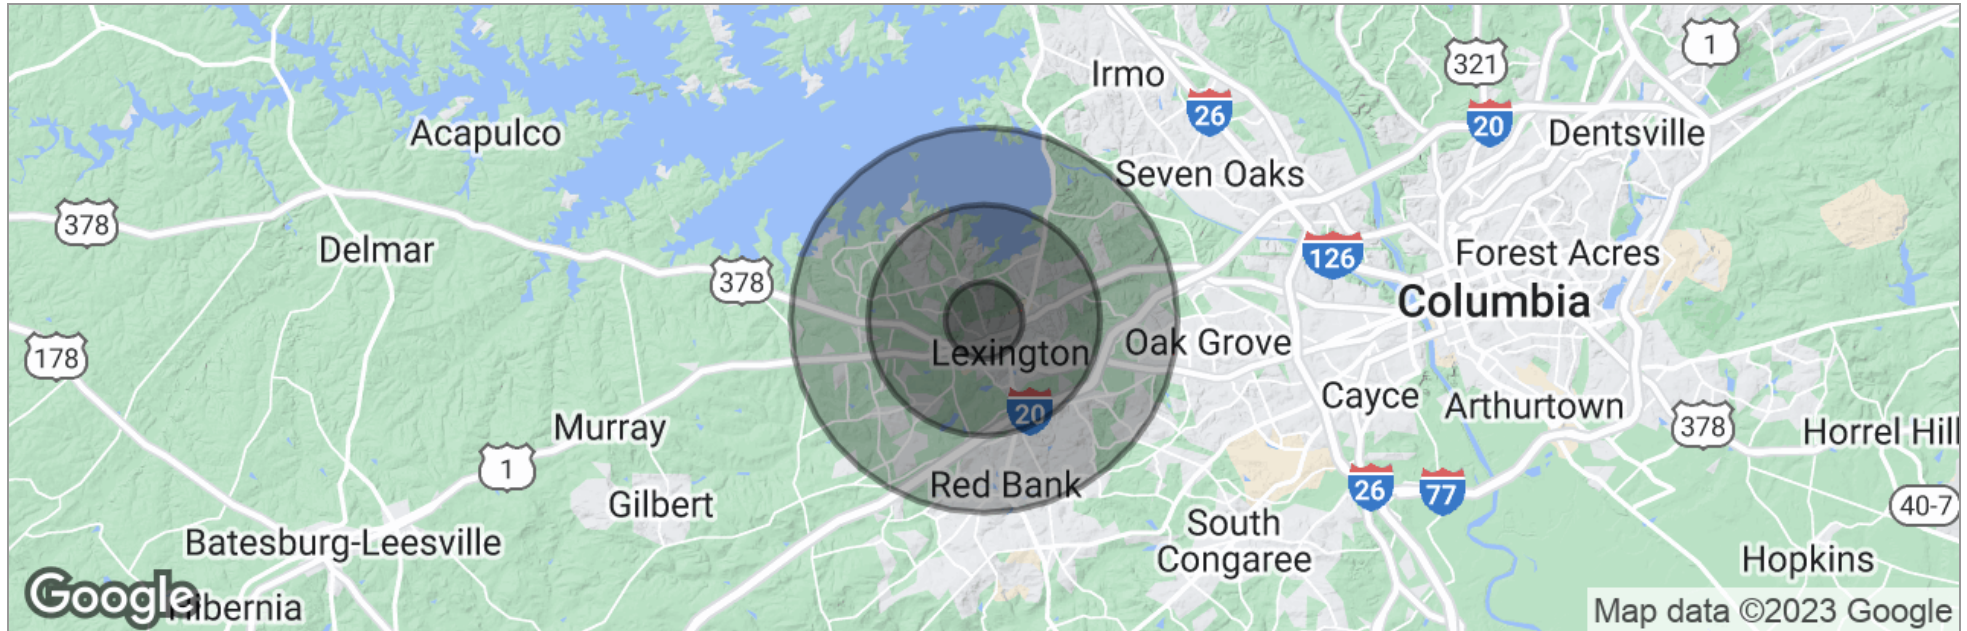 1
Irmo
321
26
20
Acapulco
Dentsville
Seven Oaks
378
Delmar
378
126
Forest Acres
Columbia
178
Lexington
Oak Grove
20
Cayce
Arthurtown
Murray
378
Horrel Hill
1
Red Bank
26
77
Gilbert
40-7
South
Congaree
Batesburg-Leesville
Hopkins
Google
Hibernia
Map data ©2023 Google